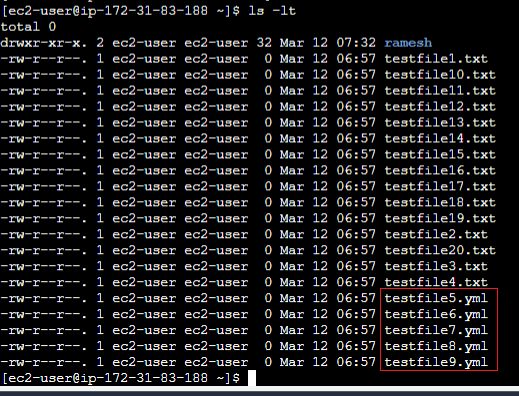 [ec2-user@ip-172-31-83-188 ~]$ ls -lt
total 0
drwxr-xr-x. 2 ec2-user ec2-user 32 Mar 12 07:32 ramesh
-rw-r--r--. 1 ec2-user ec2-user  0 Mar 12 06:57 testfile1.txt
-rw-r--r--. 1 ec2-user ec2-user  0 Mar 12 06:57 testfile10.txt
-rw-r--r--. 1 ec2-user ec2-user  0 Mar 12 06:57 testfile11.txt
-rw-r--r--. 1 ec2-user ec2-user  0 Mar 12 06:57 testfile12.txt
-rw-r--r--. 1 ec2-user ec2-user  0 Mar 12 06:57 testfile13.txt
-rw-r--r--. 1 ec2-user ec2-user  0 Mar 12 06:57 testfile14.txt
-rw-r--r--. 1 ec2-user ec2-user  0 Mar 12 06:57 testfile15.txt
-rw-r--r--. 1 ec2-user ec2-user  0 Mar 12 06:57 testfile16.txt
-rw-r--r--. 1 ec2-user ec2-user  0 Mar 12 06:57 testfile17.txt
-rw-r--r--. 1 ec2-user ec2-user  0 Mar 12 06:57 testfile18.txt
-rw-r--r--. 1 ec2-user ec2-user  0 Mar 12 06:57 testfile19.txt
-rw-r--r--. 1 ec2-user ec2-user  0 Mar 12 06:57 testfile2.txt
-rw-r--r--. 1 ec2-user ec2-user  0 Mar 12 06:57 testfile20.txt
-rw-r--r--. 1 ec2-user ec2-user  0 Mar 12 06:57 testfile3.txt
-rw-r--r--. 1 ec2-user ec2-user  0 Mar 12 06:57 testfile4.txt
-rw-r--r--. 1 ec2-user ec2-user  0 Mar 12 06:57 testfile5.yml
-rw-r--r--. 1 ec2-user ec2-user  0 Mar 12 06:57 testfile6.yml
-rw-r--r--. 1 ec2-user ec2-user  0 Mar 12 06:57 testfile7.yml
-rw-r--r--. 1 ec2-user ec2-user  0 Mar 12 06:57 testfile8.yml
-rw-r--r--. 1 ec2-user ec2-user  0 Mar 12 06:57 testfile9.yml
[ec2-user@ip-172-31-83-188 ~]$